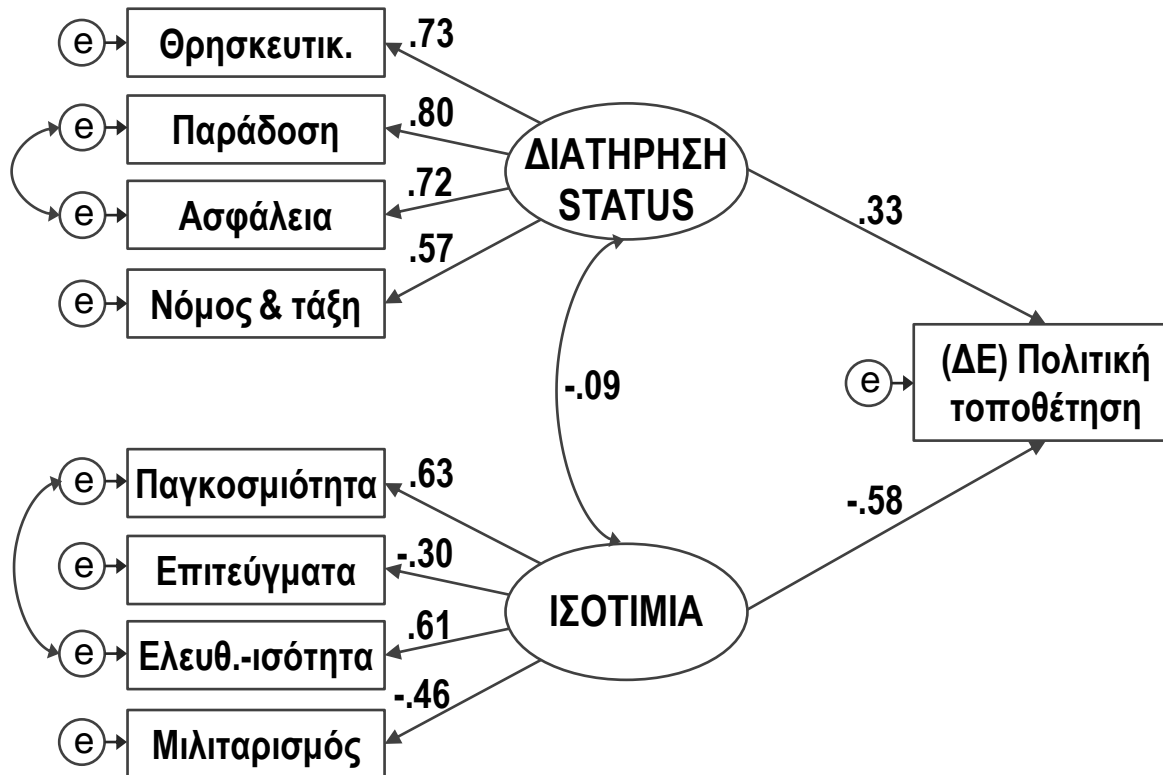 e
Θρησκευτικ.
.73
e
Παράδοση
.80
e
Ασφάλεια
.72
e
Νόμος & τάξη
.57
ΔΙΑΤΗΡΗΣΗ
STATUS
.33
-.09
e
(ΔΕ) Πολιτική
τοποθέτηση
e
Παγκοσμιότητα
.63
e
Επιτεύγματα
-.30
e
Ελευθ.-ισότητα
.61
e
Μιλιταρισμός
-.46
ΙΣΟΤΙΜΙΑ
-.58